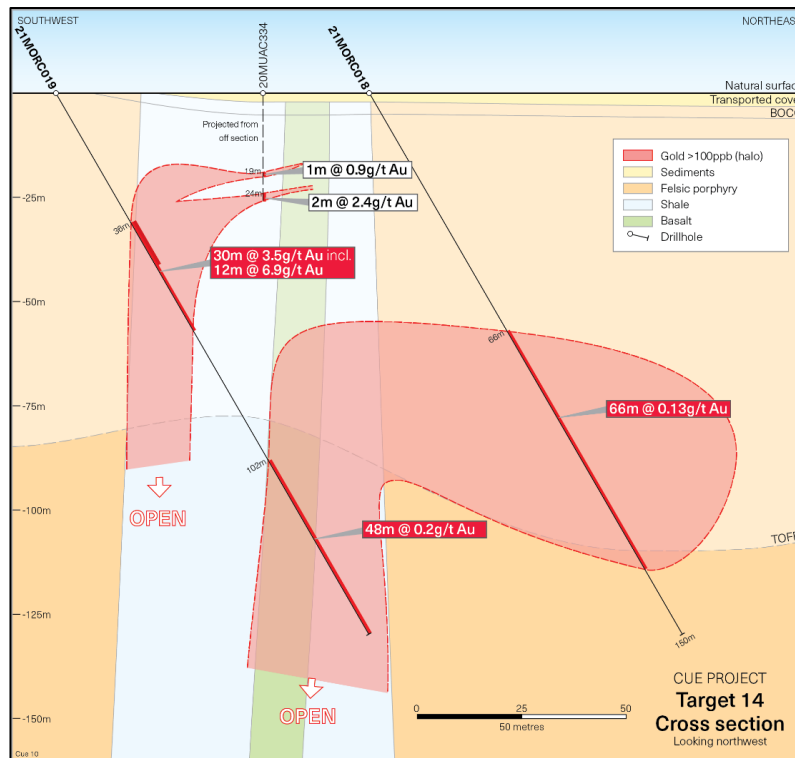 SOUTHWEST
NORTHEAS
21MORC019
20MUAC334
21MORC018
Natural surfac
Transported cove
BOCO
Projected from
off section
19m
1m @ 0.9g/t Au
24m
2m @ 2.4g/t Au
Gold >100ppb (halo)
Sediments
Felsic porphyry
Shale
Basalt
Drillhole
-25m
36m
30m @ 3.5g/t Au incl.
12m @ 6.9g/t Au
-50m
66m
-75m
66m @ 0.13g/t Au
102m
-100m
OPEN
48m @ 0.2g/t Au
TOFR
-125m
150m
CUE PROJECT
Target 14
Cross section
Looking northwest
OPEN
0 25 50
50 metres
-150m
Cue 10